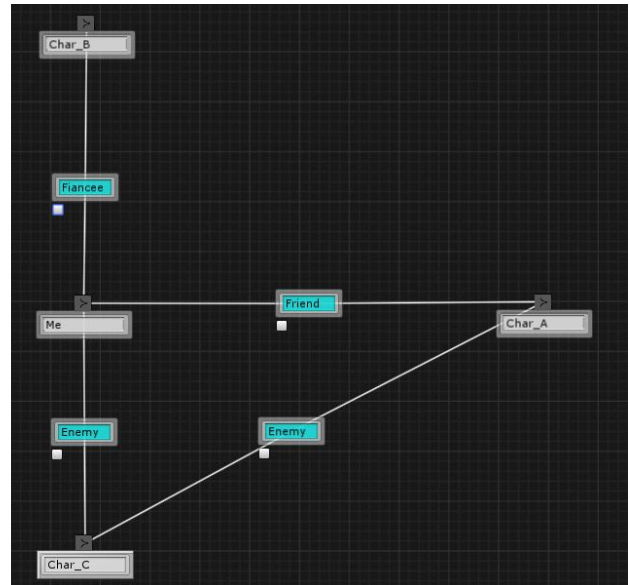 Char_B
Fiancee
Friend
Me
Char_A
Enemy
Enemy
Char_C